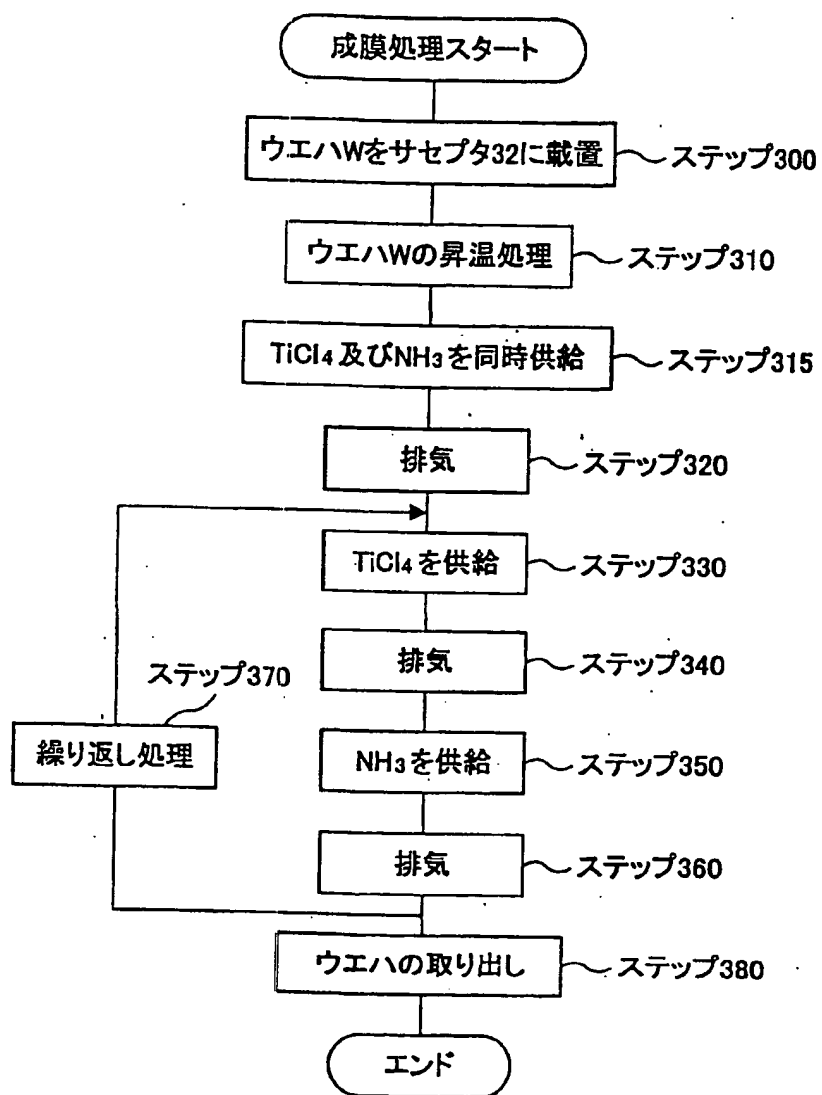 成膜処理スタート
ウエハWをサセプタ32に載置 ステップ300
ウエハWの昇温処理 ステップ310
TiCl₄及びNH₃を同時供給 ステップ315
排気 ステップ320
TiCl₄を供給 ステップ330
排気 ステップ340
ステップ370
繰り返し処理
NH₃を供給 ステップ350
排気 ステップ360
ウエハの取り出し ステップ380
エンド